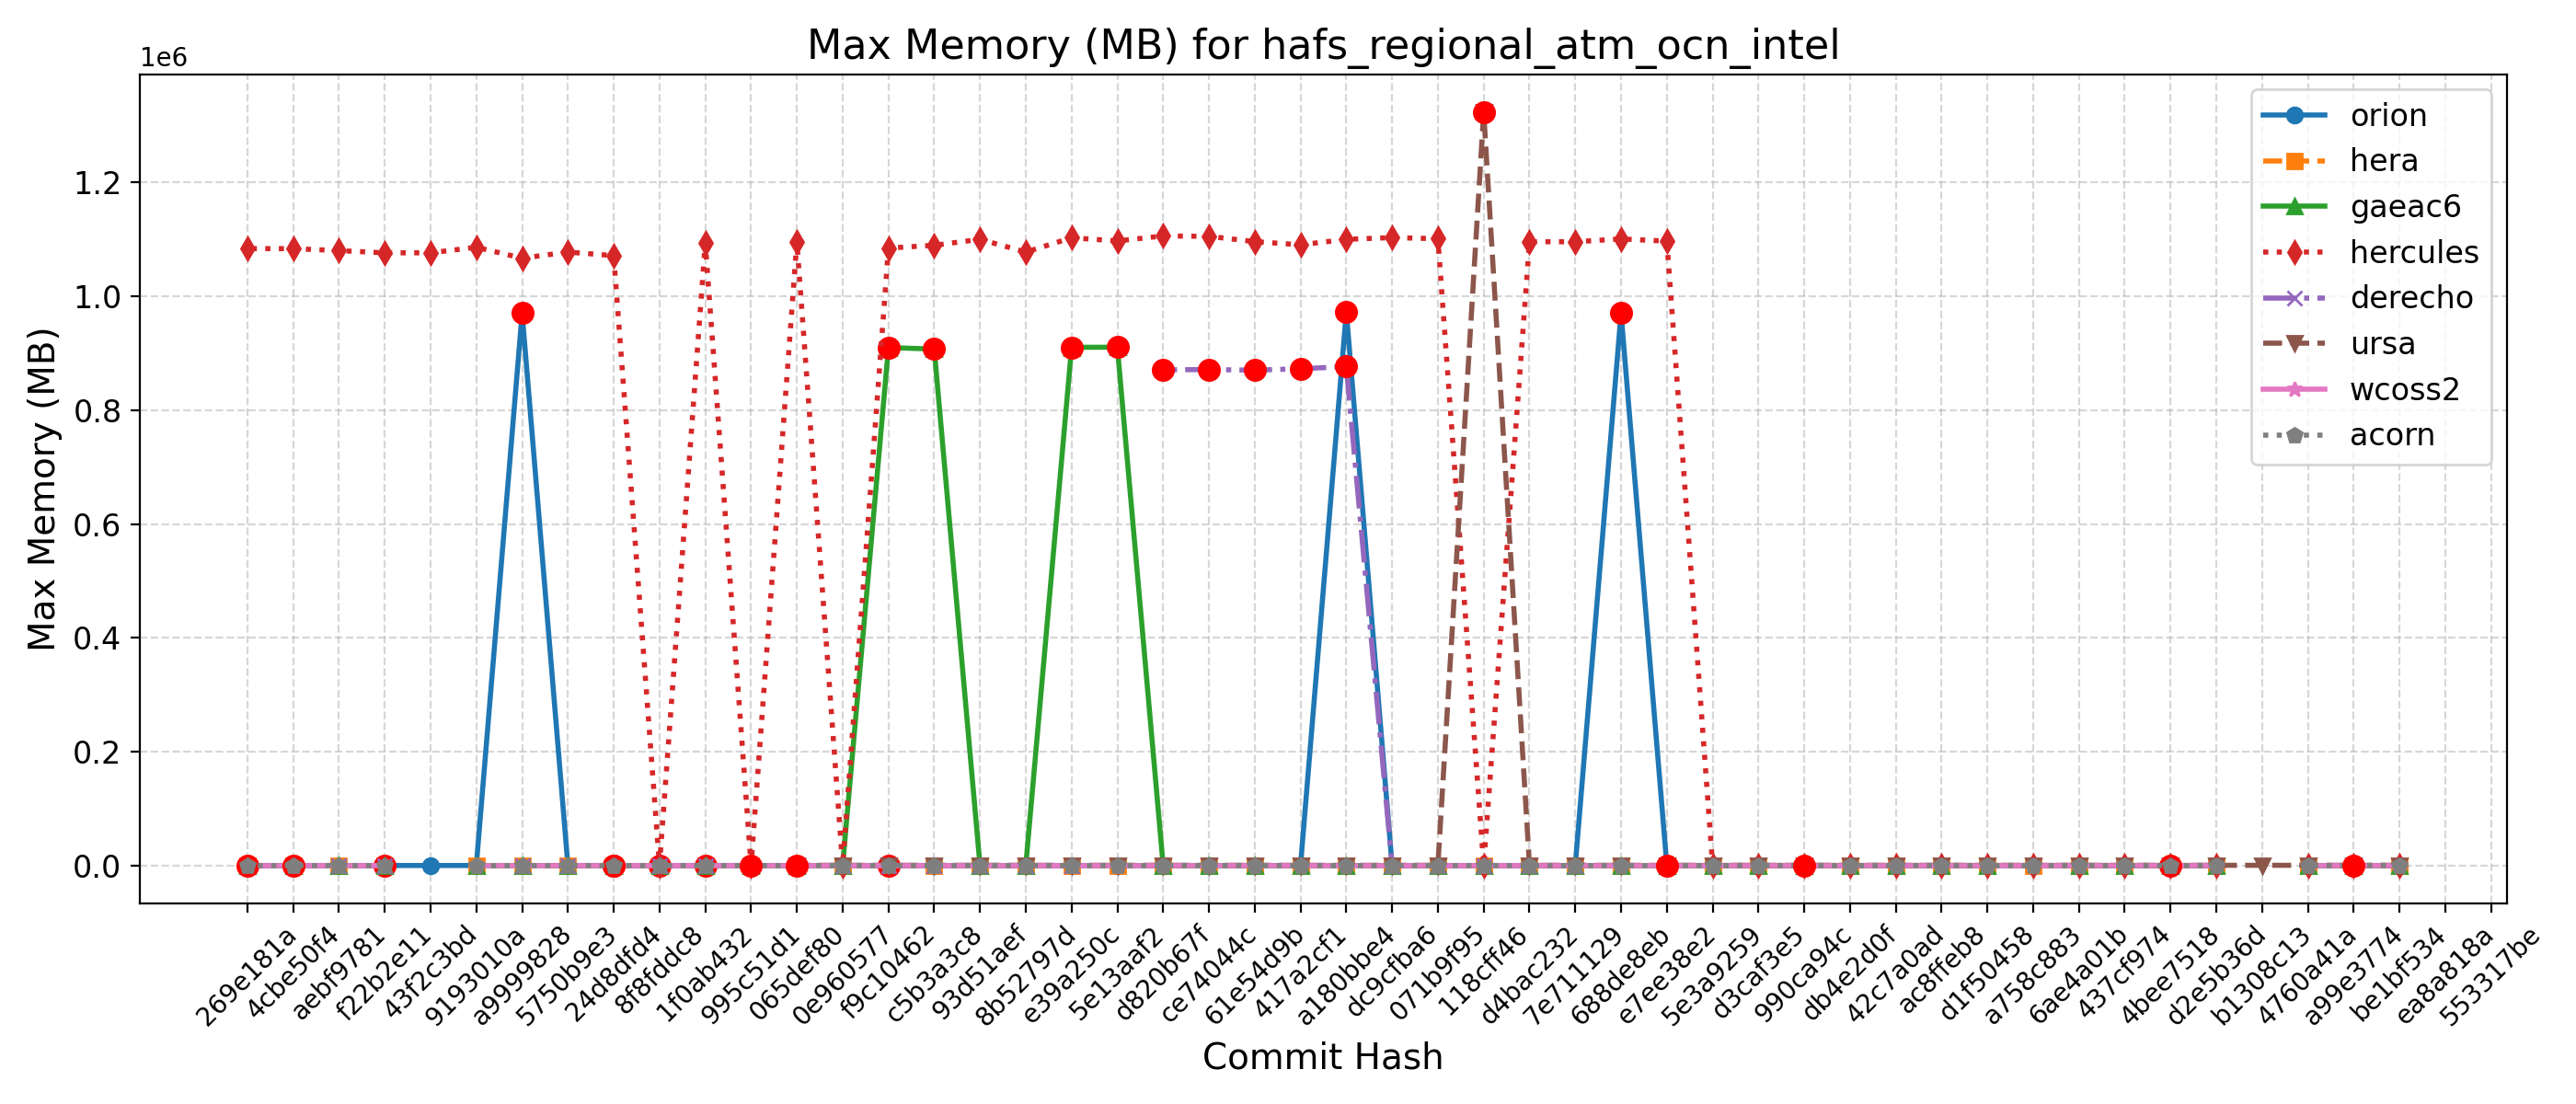 Max Memory (MB) for hafs_regional_atm_ocn_intel
1e6
1.2
1.0
0.8
0.6
0.4
0.2
0.0
Max Memory (MB)
orion
hera
gaeac6
hercules
derecho
ursa
wcoss2
acorn
269e181a
4cbe50f4
aebf9781
f22b2e11
43f2c3bd
9193010a
a9999828
5750b9e3
24d8dfd4
8f8fddc8
1f0ab432
995c51d1
065def80
0e960577
f9c10462
c5b3a3c8
93d51aef
8b52797d
e39a250c
5e13aaf2
d820b67f
ce74044c
61e54d9b
417a2cf1
a180bbe4
dc9cfba6
071b9f95
118cff46
d4bac232
7e711129
688de8eb
e7ee38e2
5e3a9259
d3caf3e5
990ca94c
db4e2d0f
42c7a0ad
ac8ffeb8
d1f50458
a758c883
6ae4a01b
437cf974
4bee7518
d2e5b36d
b1308c13
4760a41a
a99e3774
be1bf534
ea8a818a
553317be
Commit Hash